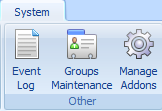 System
Event Log
Groups Maintenance
Manage Addons
Other